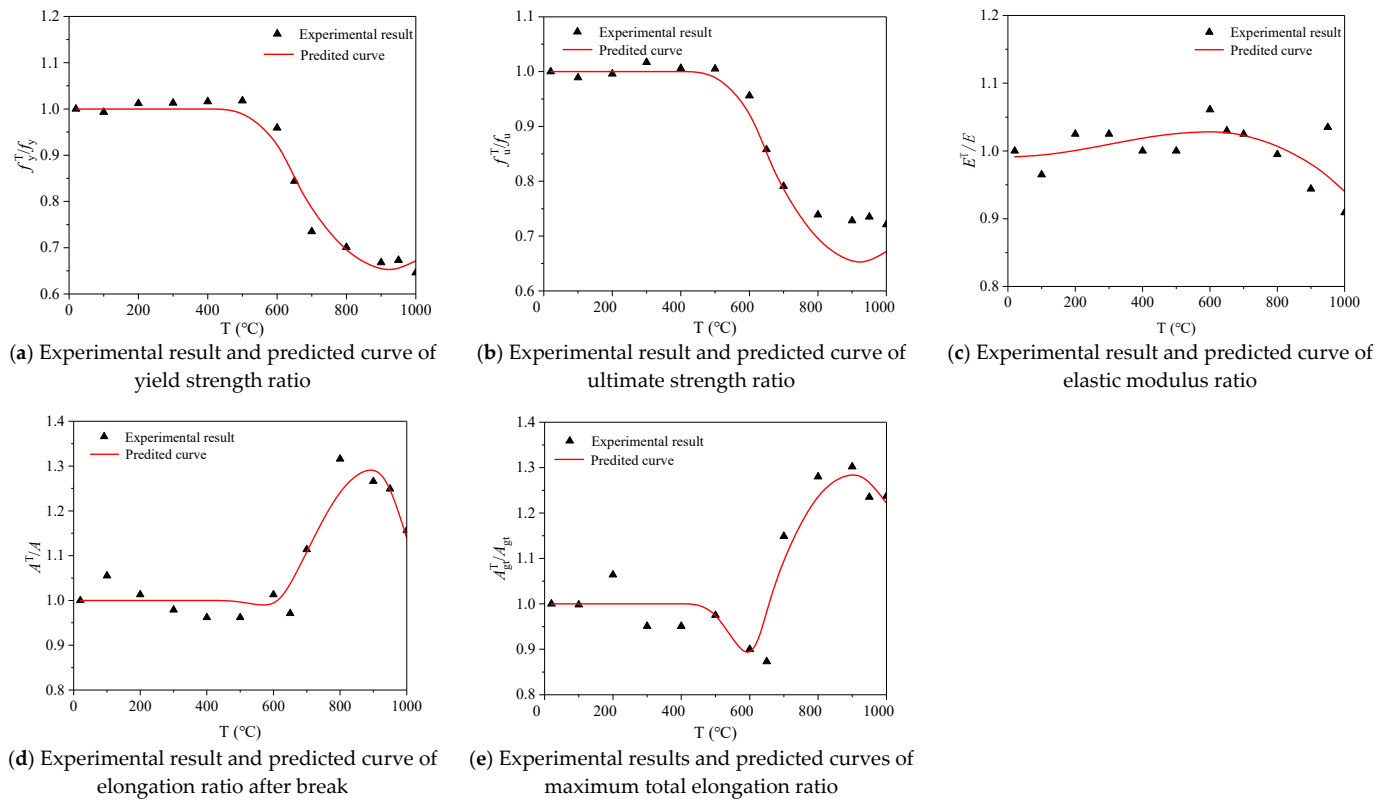 1.2
1.1
1.0
0.9
0.8
0.7
0.6
f_y^T/f_y
▲ Experimental result
Predited curve
0 200 400 600 800 1000
T (°C)
(a) Experimental result and predicted curve of
yield strength ratio
1.1
1.0
0.9
0.8
0.7
0.6
f_u^T/f_u
▲ Experimental result
Predited curve
0 200 400 600 800 1000
T (°C)
(b) Experimental result and predicted curve of
ultimate strength ratio
1.2
1.1
1.0
0.9
0.8
E^T/E
▲ Experimental result
Predited curve
0 200 400 600 800 1000
T (°C)
(c) Experimental result and predicted curve of
elastic modulus ratio
1.4
1.3
1.2
1.1
1.0
0.9
0.8
A^T/A
▲ Experimental result
Predited curve
0 200 400 600 800 1000
T (°C)
(d) Experimental result and predicted curve of
elongation ratio after break
1.4
1.3
1.2
1.1
1.0
0.9
0.8
A_gt^T/A_gt
▲ Experimental result
Predited curve
0 200 400 600 800 1000
T (°C)
(e) Experimental results and predicted curves of
maximum total elongation ratio